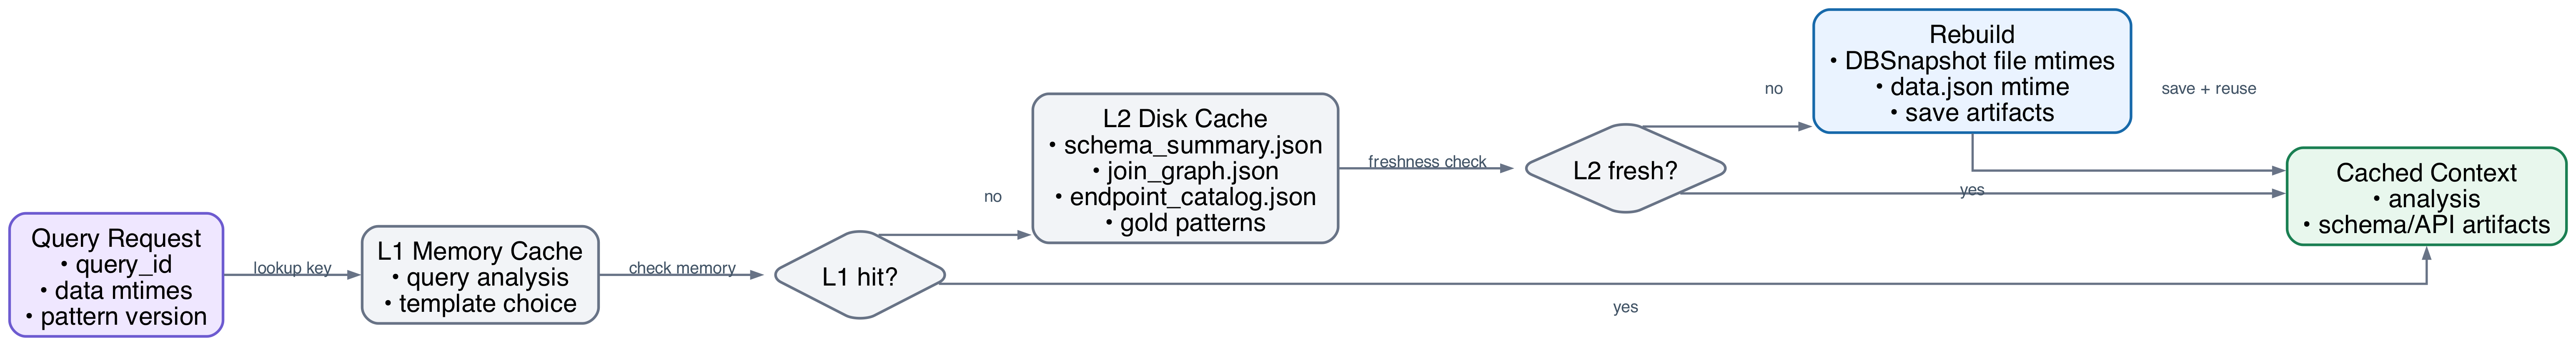 Query Request
• query_id
• data mtimes
• pattern version
lookup key
L1 Memory Cache
• query analysis
• template choice
check memory
L1 hit?
no
yes
L2 Disk Cache
• schema_summary.json
• join_graph.json
• endpoint_catalog.json
• gold patterns
freshness check
L2 fresh?
no
yes
Rebuild
• DBSnapshot file mtimes
• data.json mtime
• save artifacts
save + reuse
Cached Context
• analysis
• schema/API artifacts